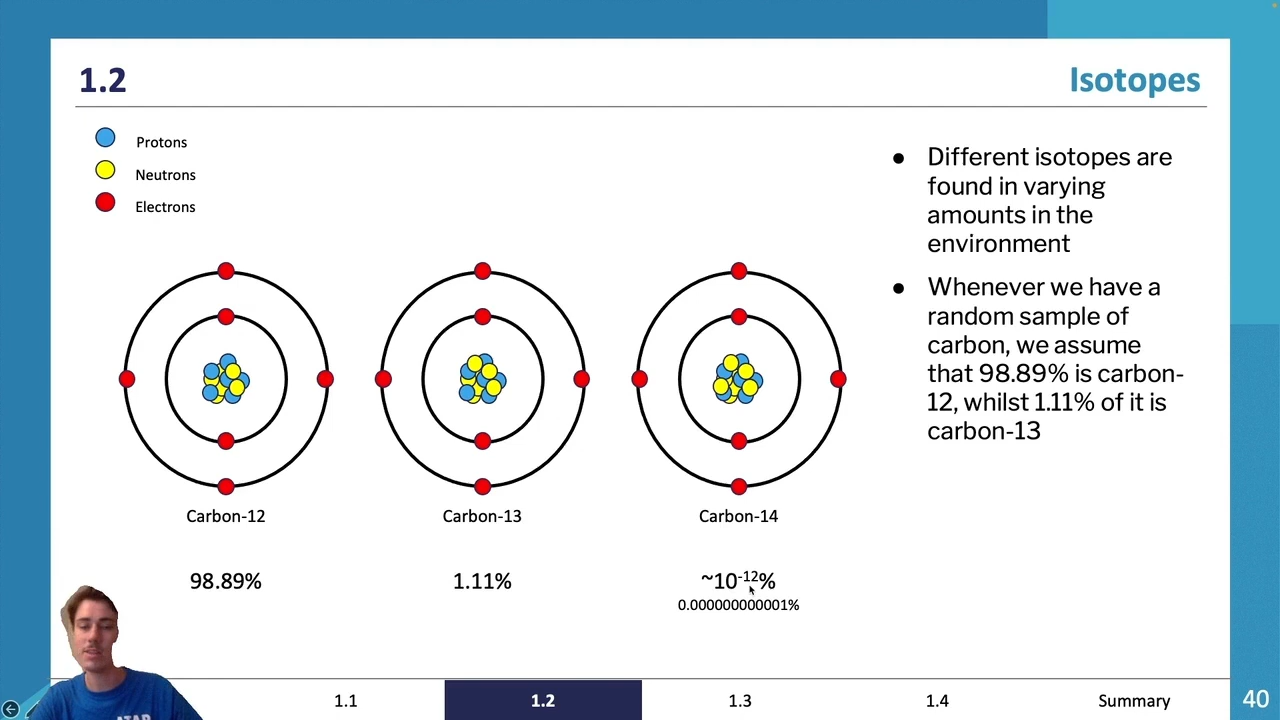 1.2
Isotopes
Protons
Neutrons
Electrons
● Different isotopes are
found in varying
amounts in the
environment
● Whenever we have a
random sample of
carbon, we assume
that 98.89% is carbon-
12, whilst 1.11% of it is
carbon-13
Carbon-12
Carbon-13
Carbon-14
98.89%
1.11%
~10⁻¹²%
0.000000000001%
ATAR
1.1
1.2
1.3
1.4
Summary
40